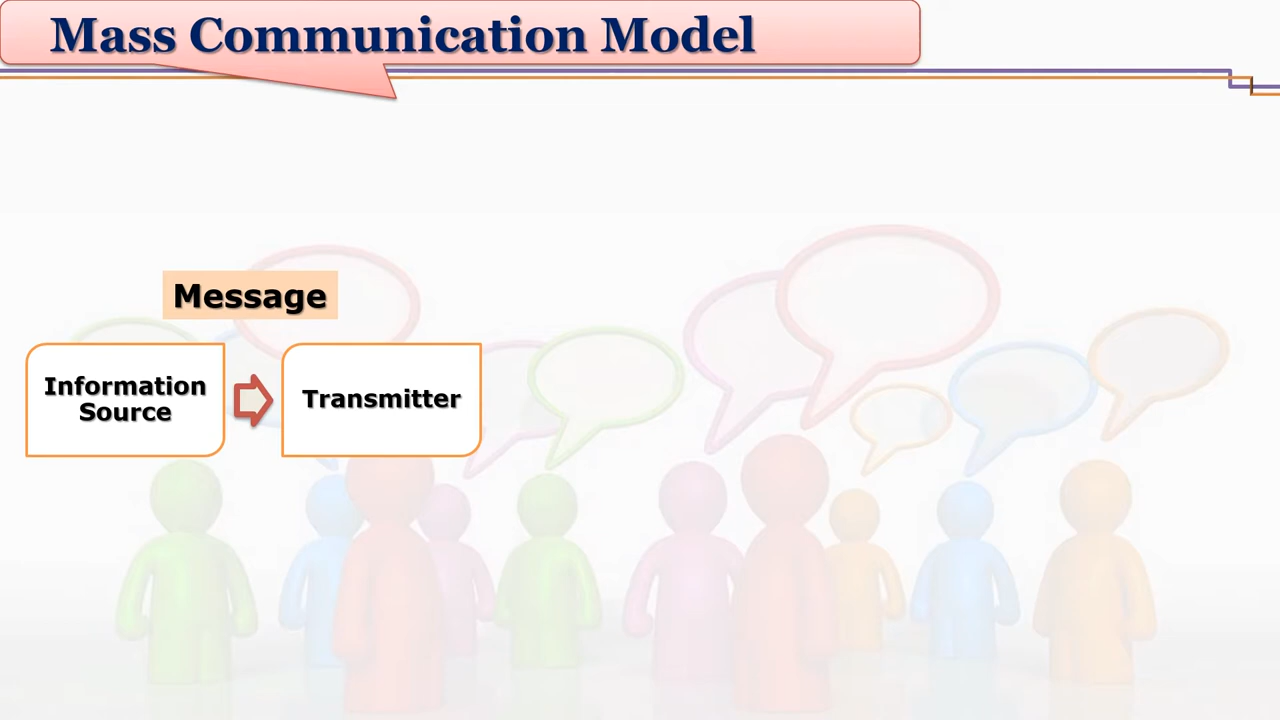 Mass Communication Model
Message
Information
Source
Transmitter